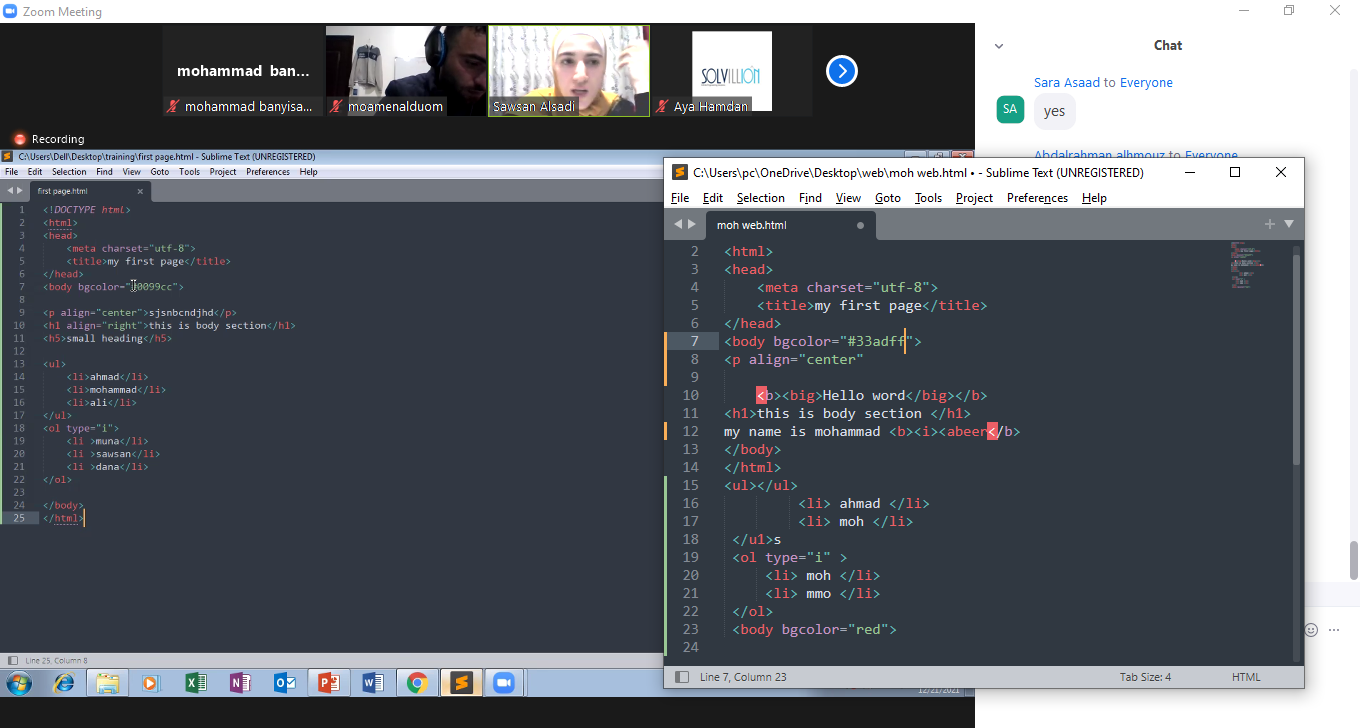 Zoom Meeting
mohammad ban...
SOLVILLION
mohammad banyisa...
moamenalduom
Sawsan Alsadi
Aya Hamdan
Recording
C:\Users\Dell\Desktop\training\first page.html - Sublime Text (UNREGISTERED)
File Edit Selection Find View Goto Tools Project Preferences Help
first page.html
1 <!DOCTYPE html>
2 <html>
3 <head>
4 <meta charset="utf-8">
5 <title>my first page</title>
6 </head>
7 <body bgcolor="0099cc">
8
9 <p align="center">sjsnbcndjhd</p>
10 <h1 align="right">this is body section</h1>
11 <h5>small heading</h5>
12
13 <ul>
14 <li>ahmad</li>
15 <li>mohammad</li>
16 <li>ali</li>
17 </ul>
18 <ol type="i">
19 <li >muna</li>
20 <li >sawsan</li>
21 <li >dana</li>
22 </ol>
23
24 </body>
25 </html>
Line 25, Column 8
12/21/2021
C:\Users\pc\OneDrive\Desktop\web\moh web.html • - Sublime Text (UNREGISTERED)
File Edit Selection Find View Goto Tools Project Preferences Help
moh web.html
2 <html>
3 <head>
4 <meta charset="utf-8">
5 <title>my first page</title>
6 </head>
7 <body bgcolor="#33adff">
8 <p align="center"
9
10 <b><big>Hello word</big></b>
11 <h1>this is body section </h1>
12 my name is mohammad <b><i><abeer</b>
13 </body>
14 </html>
15 <ul></ul>
16 <li> ahmad </li>
17 <li> moh </li>
18 </u1>s
19 <ol type="i" >
20 <li> moh </li>
21 <li> mmo </li>
22 </ol>
23 <body bgcolor="red">
24
Line 7, Column 23
Tab Size: 4
HTML
Chat
Sara Asaad to Everyone
SA
yes
Abdalrahman alhmouz to Everyone